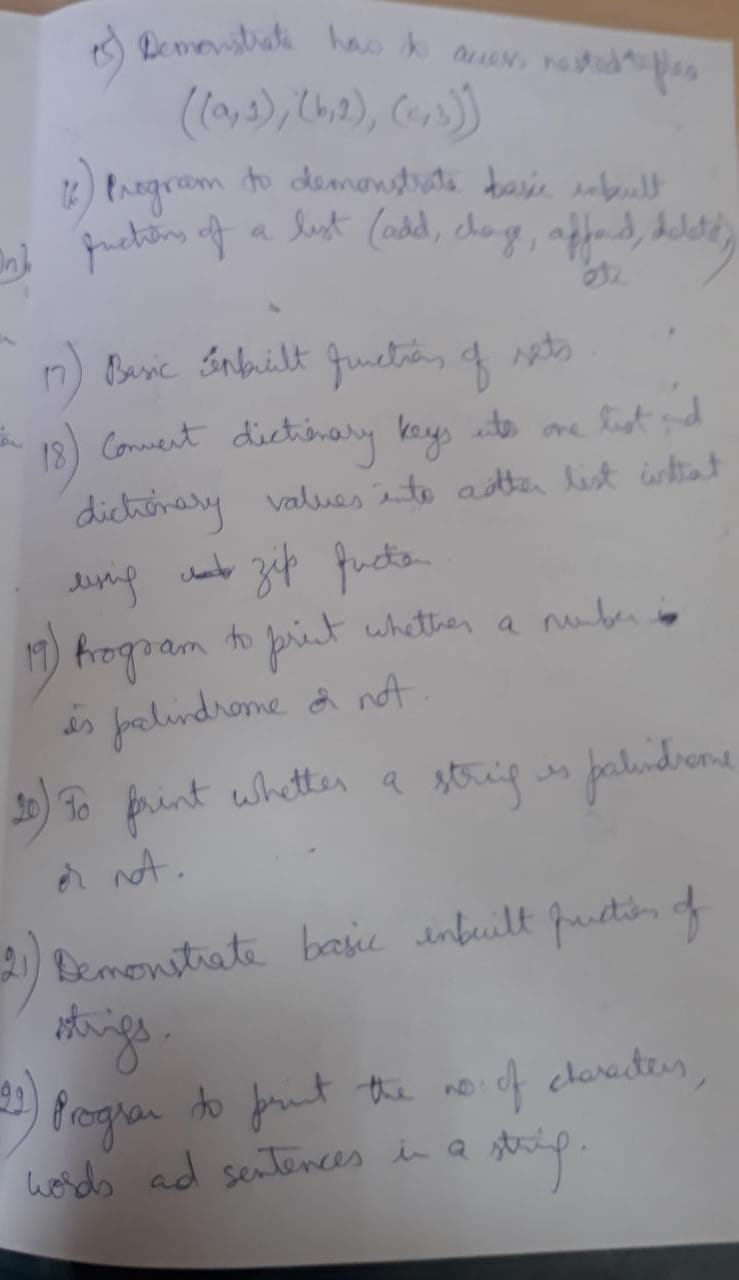 15) Demonstrate how to access nested tuples
((a,1), (b,2), (c,3))
16) Program to demonstrate basic inbuilt
functions of a list (add, change, append, delete,
etc
17) Basic inbuilt functions of sets.
18) Convert dictionary keys into one list and
dictionary values into another list without
using zip function
19) Program to print whether a number
is palindrome or not.
20) To print whether a string is palindrome
or not.
21) Demonstrate basic inbuilt function of
strings.
22) Program to print the no: of characters,
words ad sentences in a string.